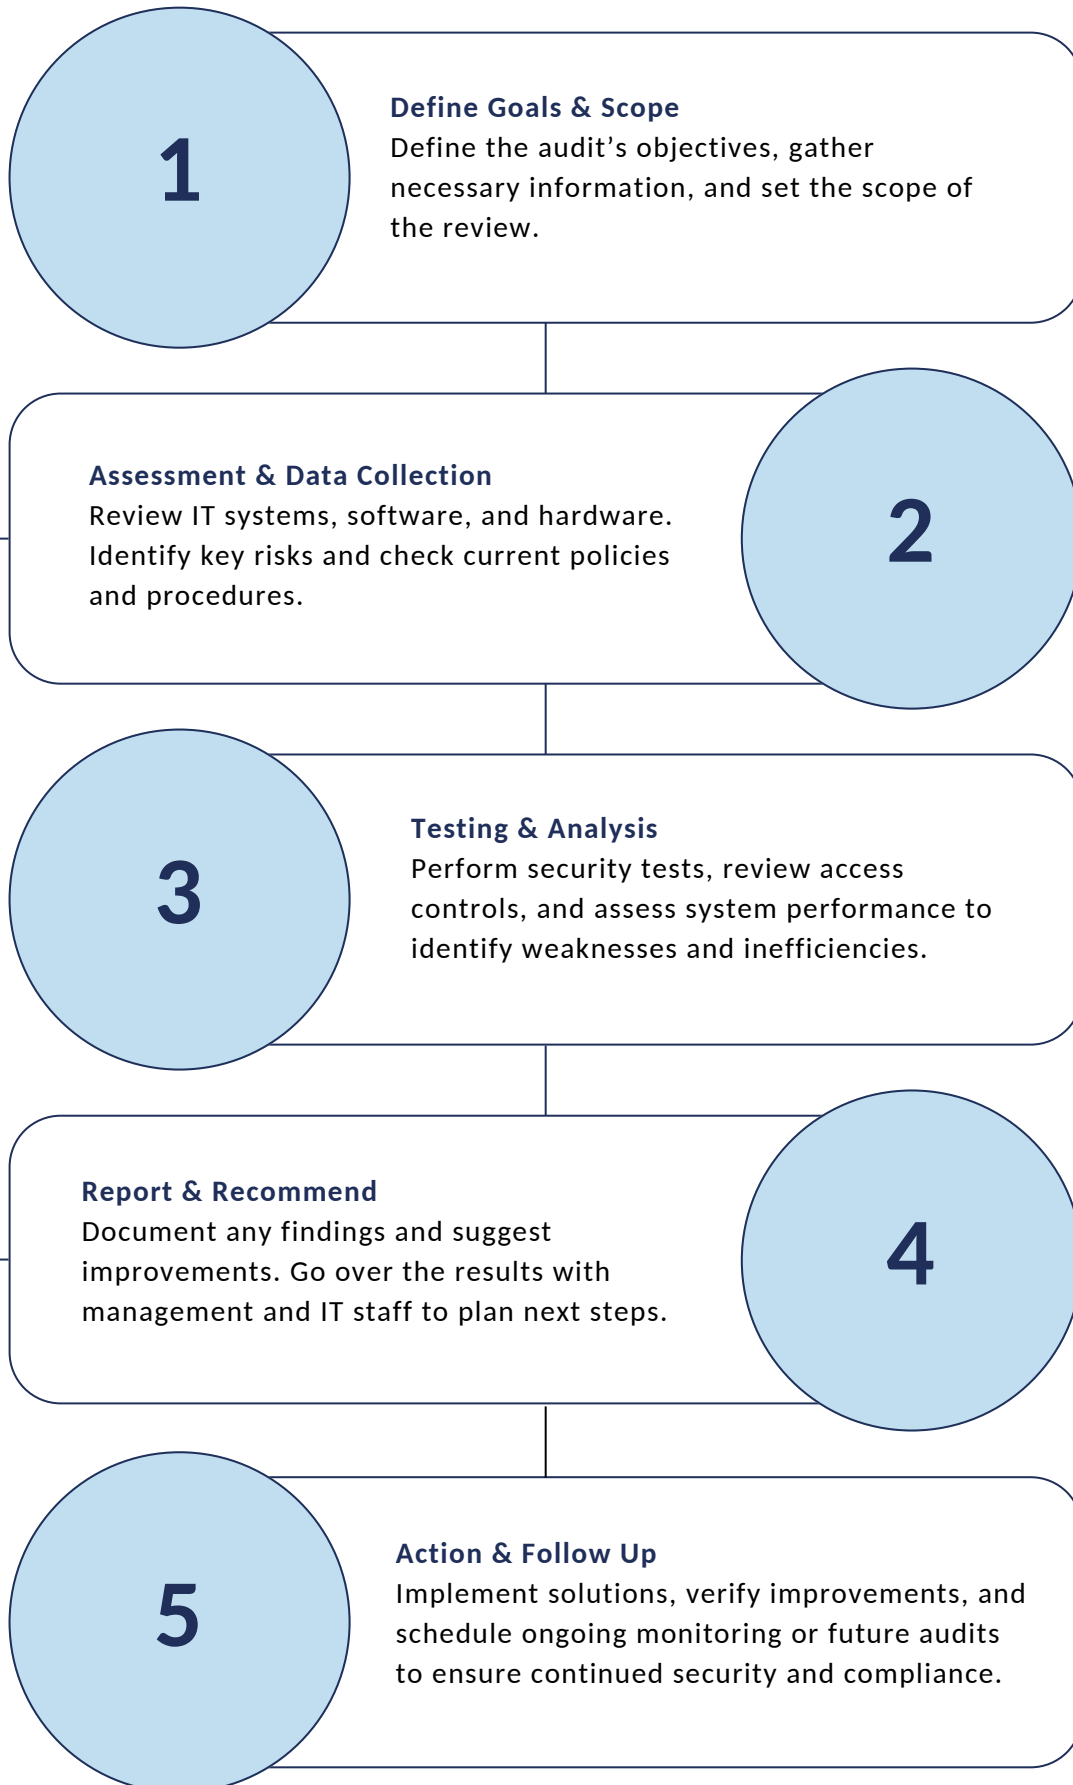 1
Define Goals & Scope
Define the audit’s objectives, gather
necessary information, and set the scope of
the review.
Assessment & Data Collection
Review IT systems, software, and hardware.
Identify key risks and check current policies
and procedures.
2
3
Testing & Analysis
Perform security tests, review access
controls, and assess system performance to
identify weaknesses and inefficiencies.
Report & Recommend
Document any findings and suggest
improvements. Go over the results with
management and IT staff to plan next steps.
4
5
Action & Follow Up
Implement solutions, verify improvements, and
schedule ongoing monitoring or future audits
to ensure continued security and compliance.